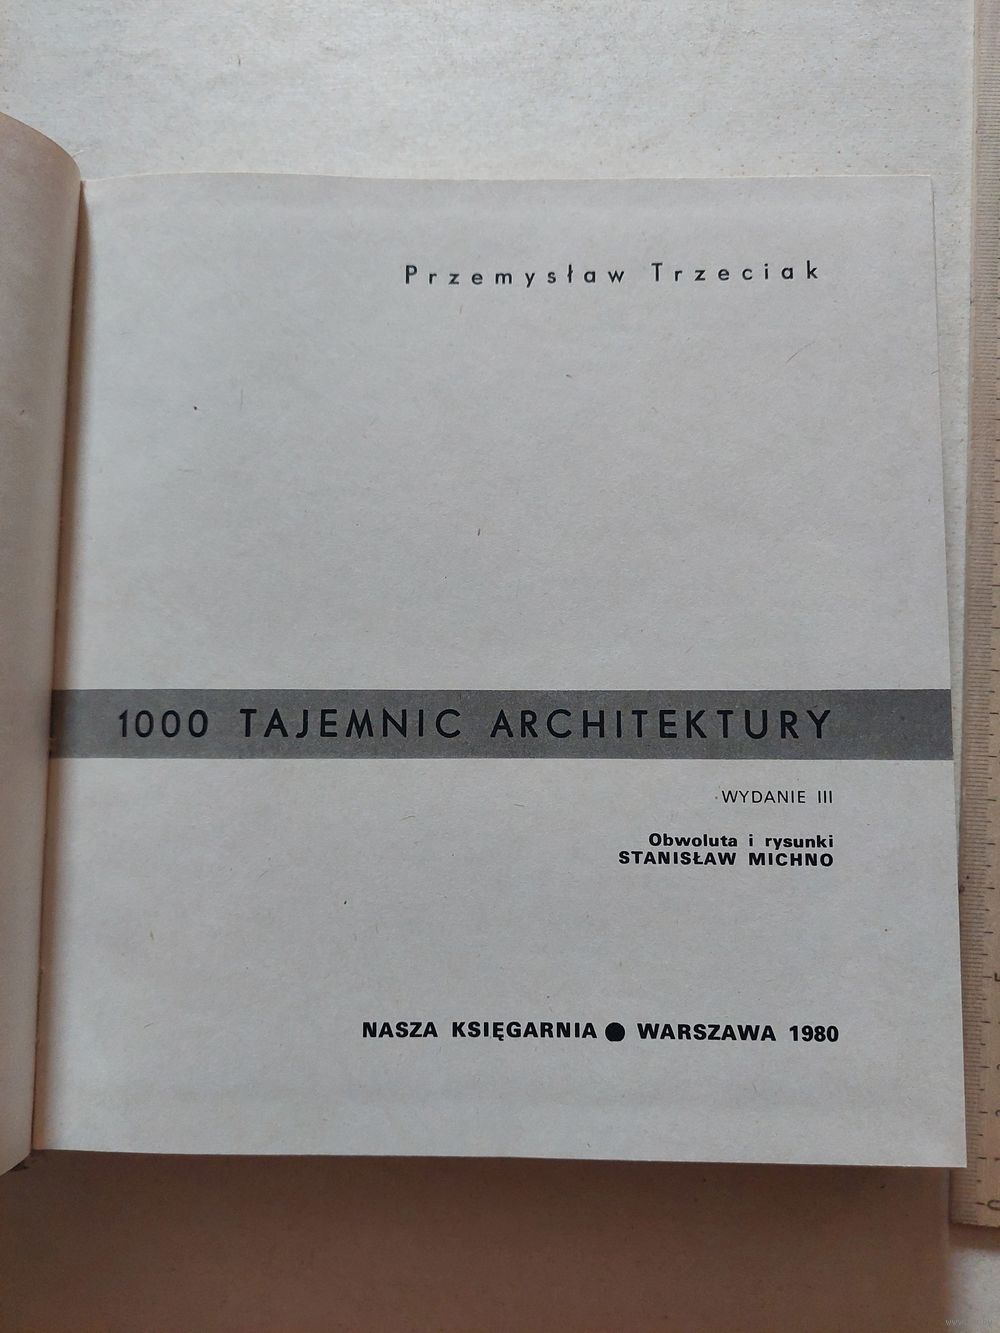 Przemysław Trzeciak
1000 TAJEMNIC ARCHITEKTURY
WYDANIE III
Obwoluta i rysunki
STANISŁAW MICHNO
NASZA KSIĘGARNIA ● WARSZAWA 1980